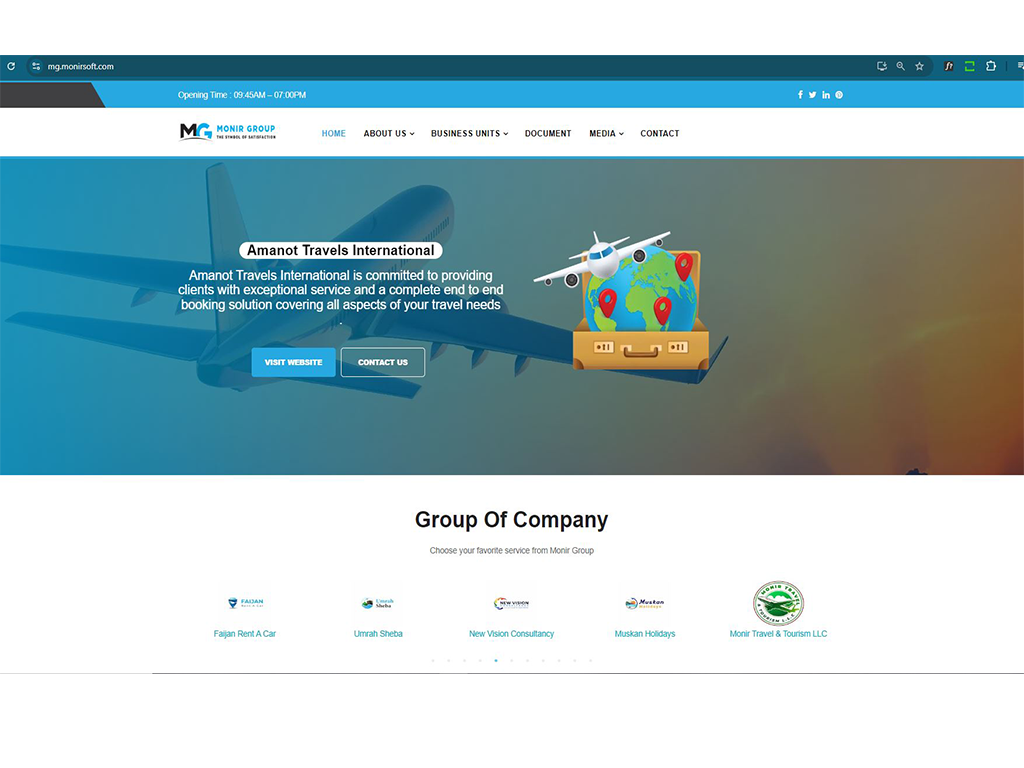 mg.monirsoft.com
Opening Time : 09:45AM – 07:00PM
MG MONIR GROUP
THE SYMBOL OF SATISFACTION
HOME ABOUT US BUSINESS UNITS DOCUMENT MEDIA CONTACT
Amanot Travels International
Amanot Travels International is committed to providing
clients with exceptional service and a complete end to end
booking solution covering all aspects of your travel needs
.
VISIT WEBSITE CONTACT US
Group Of Company
Choose your favorite service from Monir Group
FAIJAN
Umrah
Sheba
NEW VISION
Muskan
Holidays
MONIR TRAVEL
& TOURISM L.L.C
Faijan Rent A Car Umrah Sheba New Vision Consultancy Muskan Holidays Monir Travel & Tourism LLC